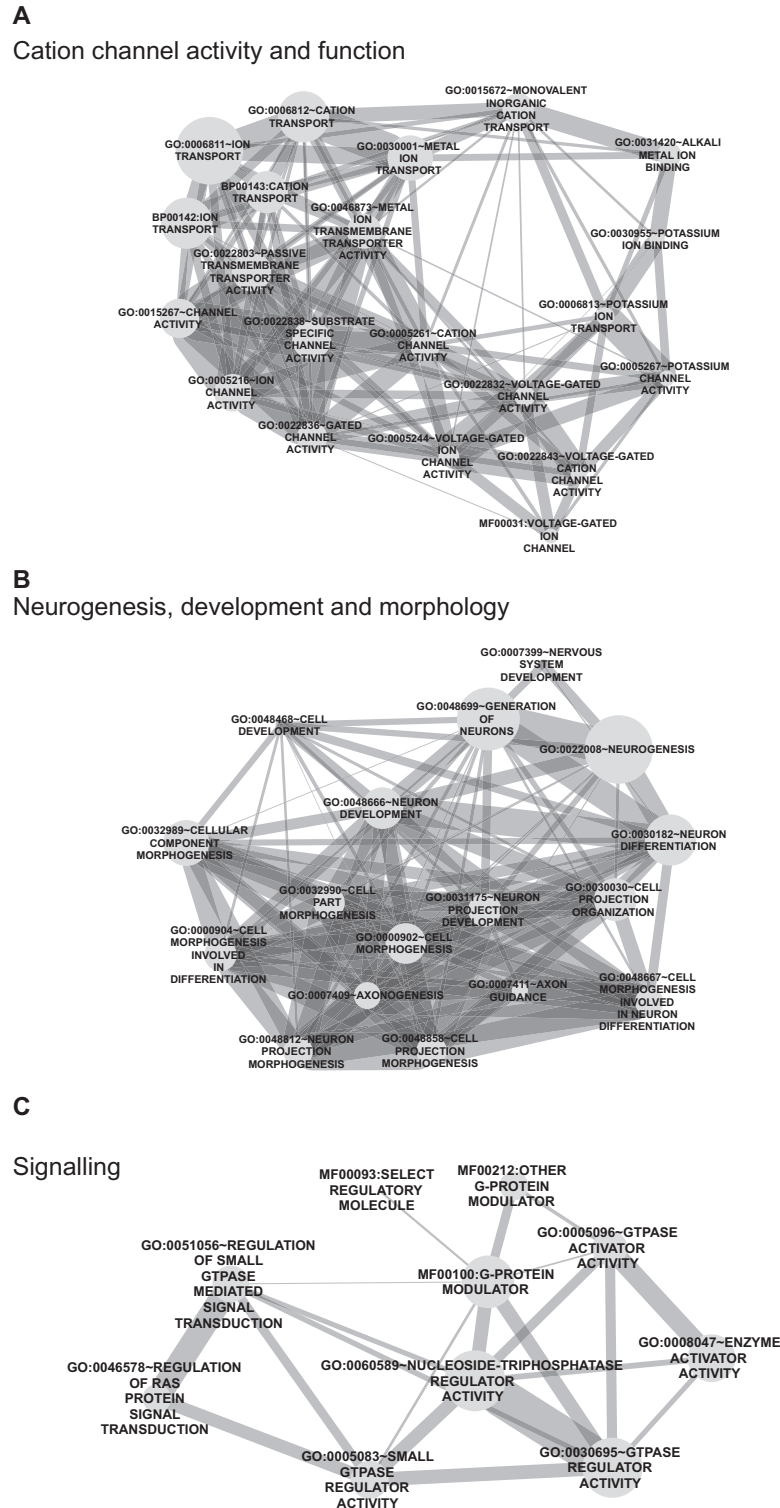 A
Cation channel activity and function
GO:0006812~CATION
TRANSPORT
GO:0015672~MONOVALENT
INORGANIC
CATION
TRANSPORT
GO:0006811~ION
TRANSPORT
GO:0030001~METAL
ION
TRANSPORT
GO:0031420~ALKALI
METAL ION
BINDING
BP00143:CATION
TRANSPORT
BP00142:ION
TRANSPORT
GO:0046873~METAL
ION
TRANSMEMBRANE
TRANSPORTER
ACTIVITY
GO:0030955~POTASSIUM
ION BINDING
GO:0022803~PASSIVE
TRANSMEMBRANE
TRANSPORTER
ACTIVITY
GO:0006813~POTASSIUM
ION
TRANSPORT
GO:0015267~CHANNEL
ACTIVITY
GO:0022838~SUBSTRATE
SPECIFIC
CHANNEL
ACTIVITY
GO:0005261~CATION
CHANNEL
ACTIVITY
GO:0005267~POTASSIUM
CHANNEL
ACTIVITY
GO:0005216~ION
CHANNEL
ACTIVITY
GO:0022832~VOLTAGE-GATED
CHANNEL
ACTIVITY
GO:0022836~GATED
CHANNEL
ACTIVITY
GO:0005244~VOLTAGE-GATED
ION
CHANNEL
ACTIVITY
GO:0022843~VOLTAGE-GATED
CATION
CHANNEL
ACTIVITY
MF00031:VOLTAGE-GATED
ION
CHANNEL
B
Neurogenesis, development and morphology
GO:0007399~NERVOUS
SYSTEM
DEVELOPMENT
GO:0048699~GENERATION
OF
NEURONS
GO:0048468~CELL
DEVELOPMENT
GO:0022008~NEUROGENESIS
GO:0048666~NEURON
DEVELOPMENT
GO:0032989~CELLULAR
COMPONENT
MORPHOGENESIS
GO:0030182~NEURON
DIFFERENTIATION
GO:0032990~CELL
PART
MORPHOGENESIS
GO:0031175~NEURON
PROJECTION
DEVELOPMENT
GO:0030030~CELL
PROJECTION
ORGANIZATION
GO:0000904~CELL
MORPHOGENESIS
INVOLVED
IN
DIFFERENTIATION
GO:0000902~CELL
MORPHOGENESIS
GO:0007409~AXONOGENESIS
GO:0007411~AXON
GUIDANCE
GO:0048667~CELL
MORPHOGENESIS
INVOLVED
IN NEURON
DIFFERENTIATION
GO:0048812~NEURON
PROJECTION
MORPHOGENESIS
GO:0048858~CELL
PROJECTION
MORPHOGENESIS
C
Signalling
MF00093:SELECT
REGULATORY
MOLECULE
MF00212:OTHER
G-PROTEIN
MODULATOR
GO:0051056~REGULATION
OF SMALL
GTPASE
MEDIATED
SIGNAL
TRANSDUCTION
GO:0005096~GTPASE
ACTIVATOR
ACTIVITY
MF00100:G-PROTEIN
MODULATOR
GO:0008047~ENZYME
ACTIVATOR
ACTIVITY
GO:0046578~REGULATION
OF RAS
PROTEIN
SIGNAL
TRANSDUCTION
GO:0060589~NUCLEOSIDE-TRIPHOSPHATASE
REGULATOR
ACTIVITY
GO:0005083~SMALL
GTPASE
REGULATOR
ACTIVITY
GO:0030695~GTPASE
REGULATOR
ACTIVITY